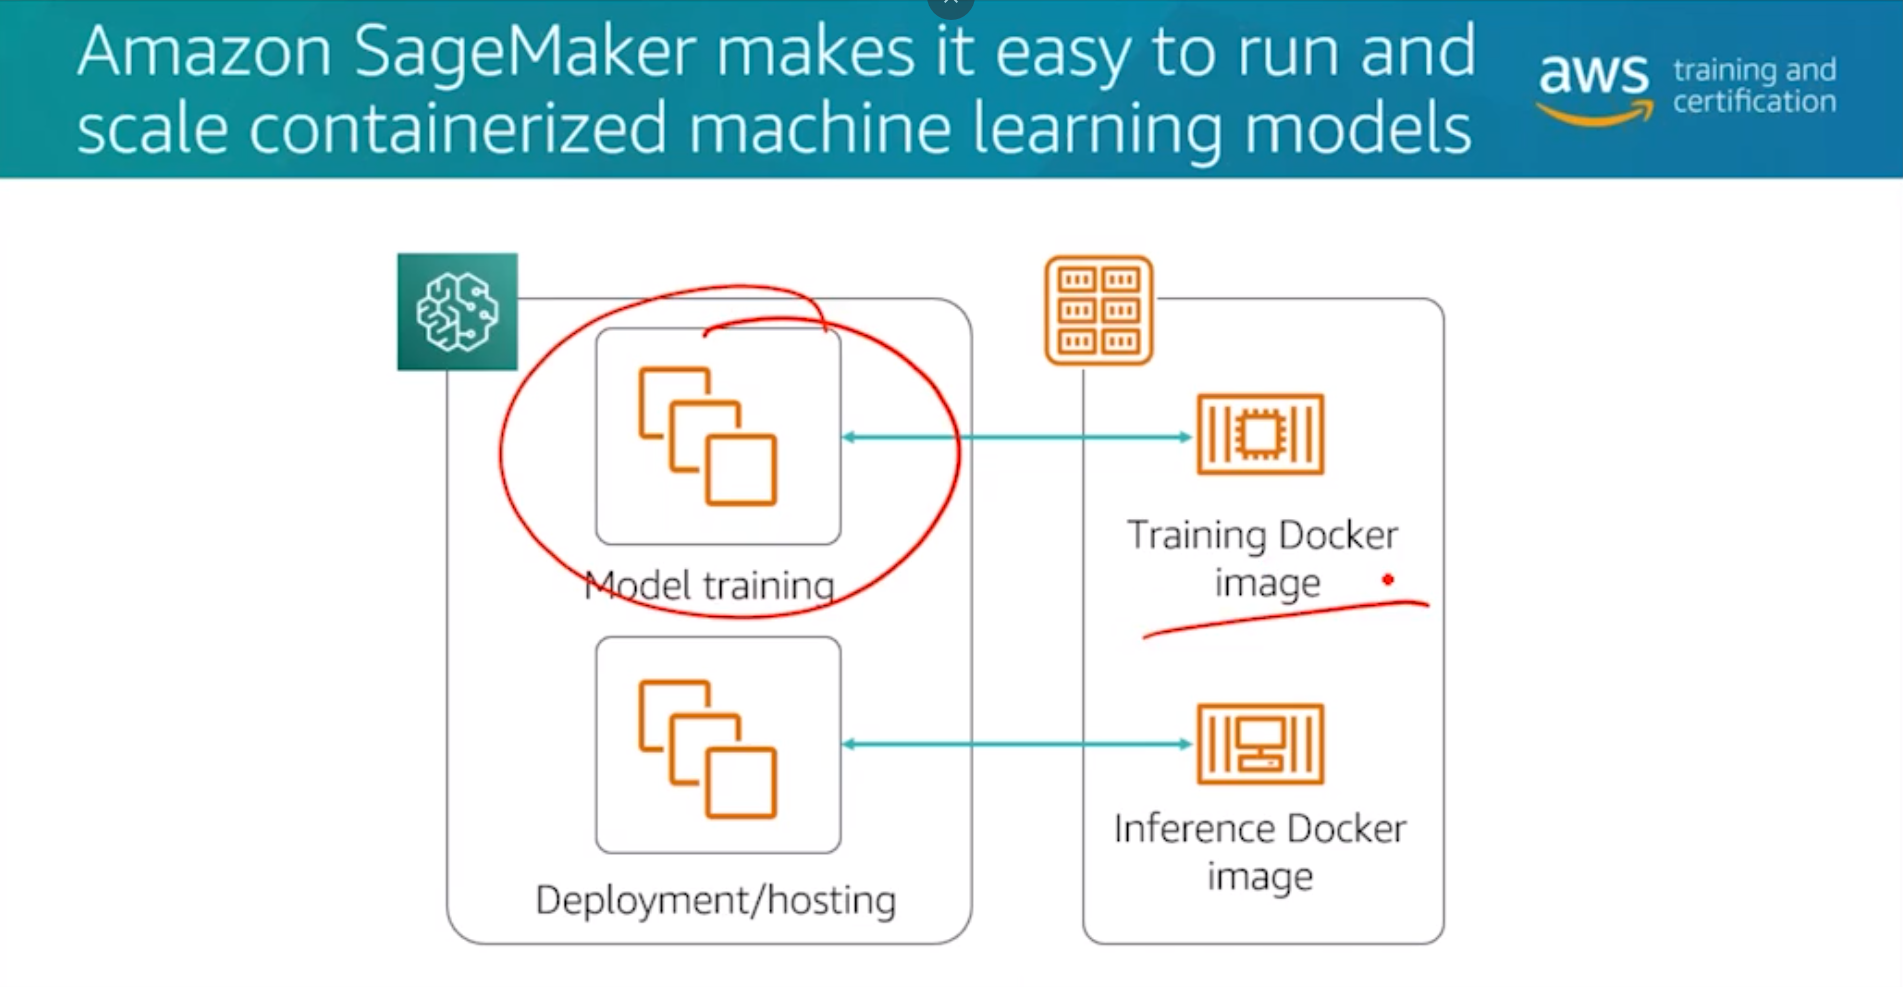 Amazon SageMaker makes it easy to run and
scale containerized machine learning models
aws
training and
certification
Model training
Training Docker
image
Deployment/hosting
Inference Docker
image